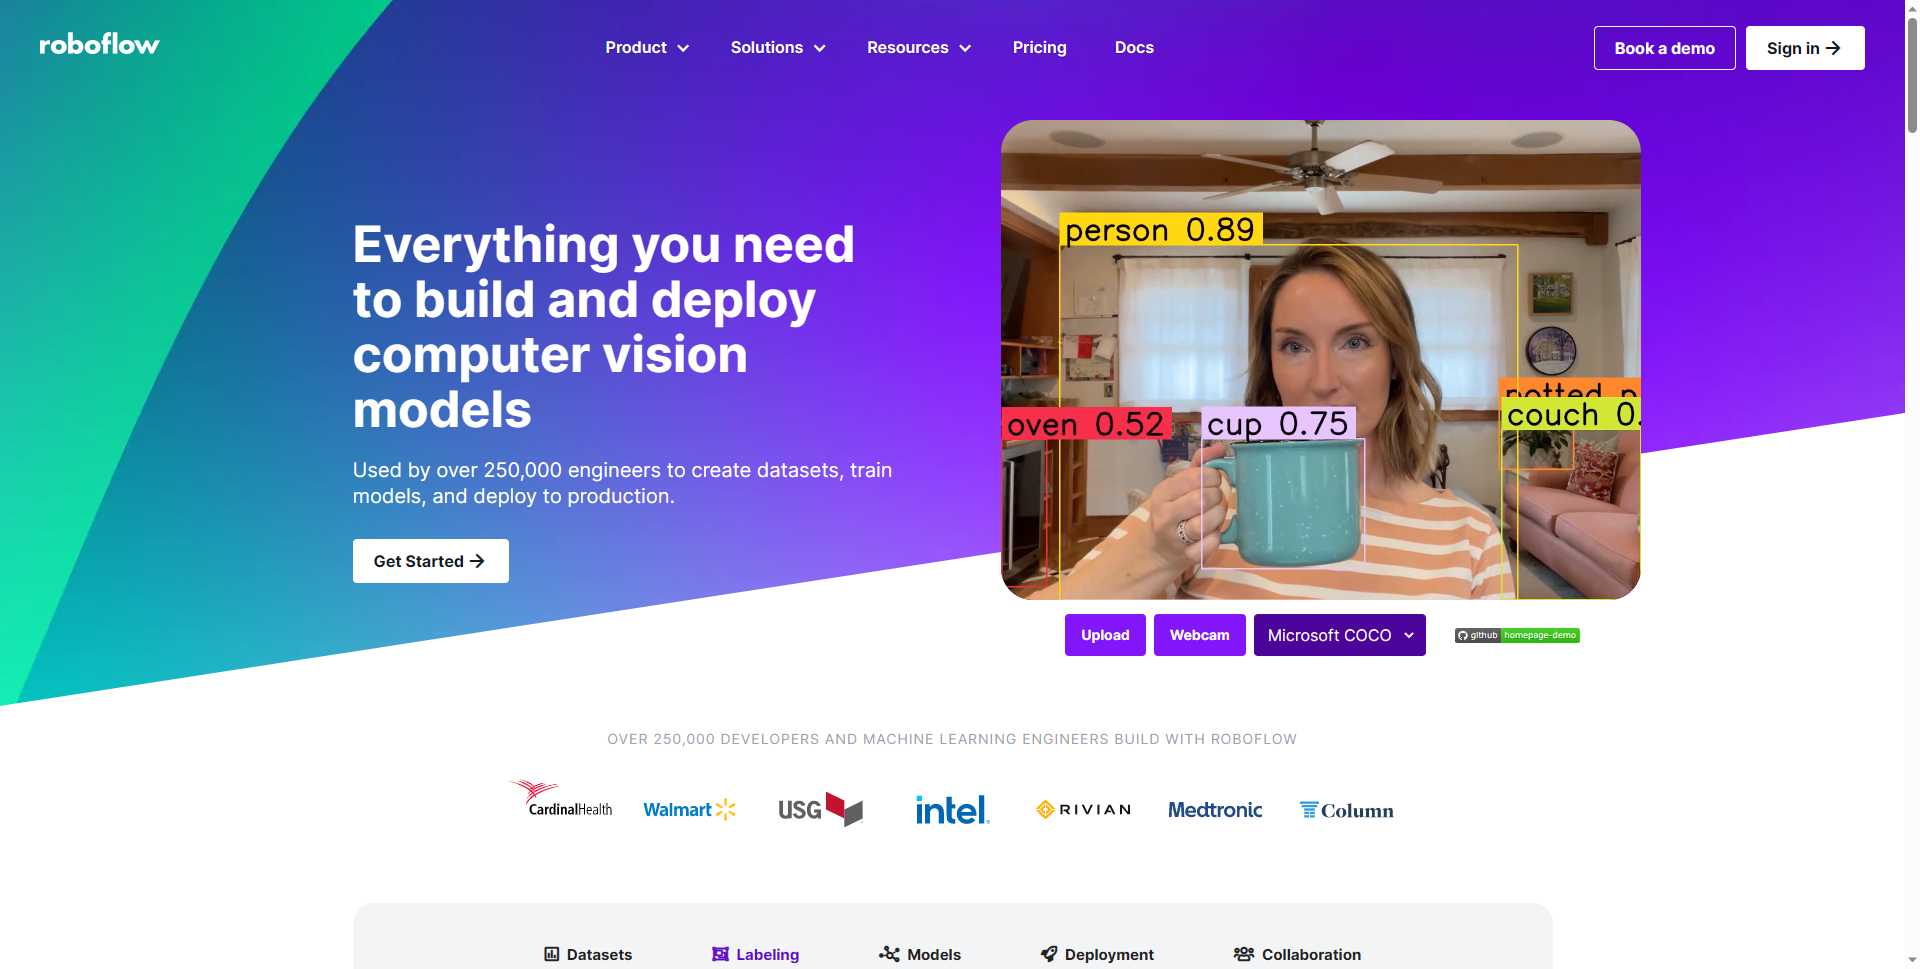 roboflow
Product
Solutions
Resources
Pricing
Docs
Book a demo
Sign in
Everything you need
to build and deploy
computer vision
models
Used by over 250,000 engineers to create datasets, train
models, and deploy to production.
Get Started
person 0.89
oven 0.52
cup 0.75
potted p
couch 0.
Upload
Webcam
Microsoft COCO
github homepage-demo
OVER 250,000 DEVELOPERS AND MACHINE LEARNING ENGINEERS BUILD WITH ROBOFLOW
CardinalHealth
Walmart
USG
intel.
RIVIAN
Medtronic
Column
Datasets
Labeling
Models
Deployment
Collaboration